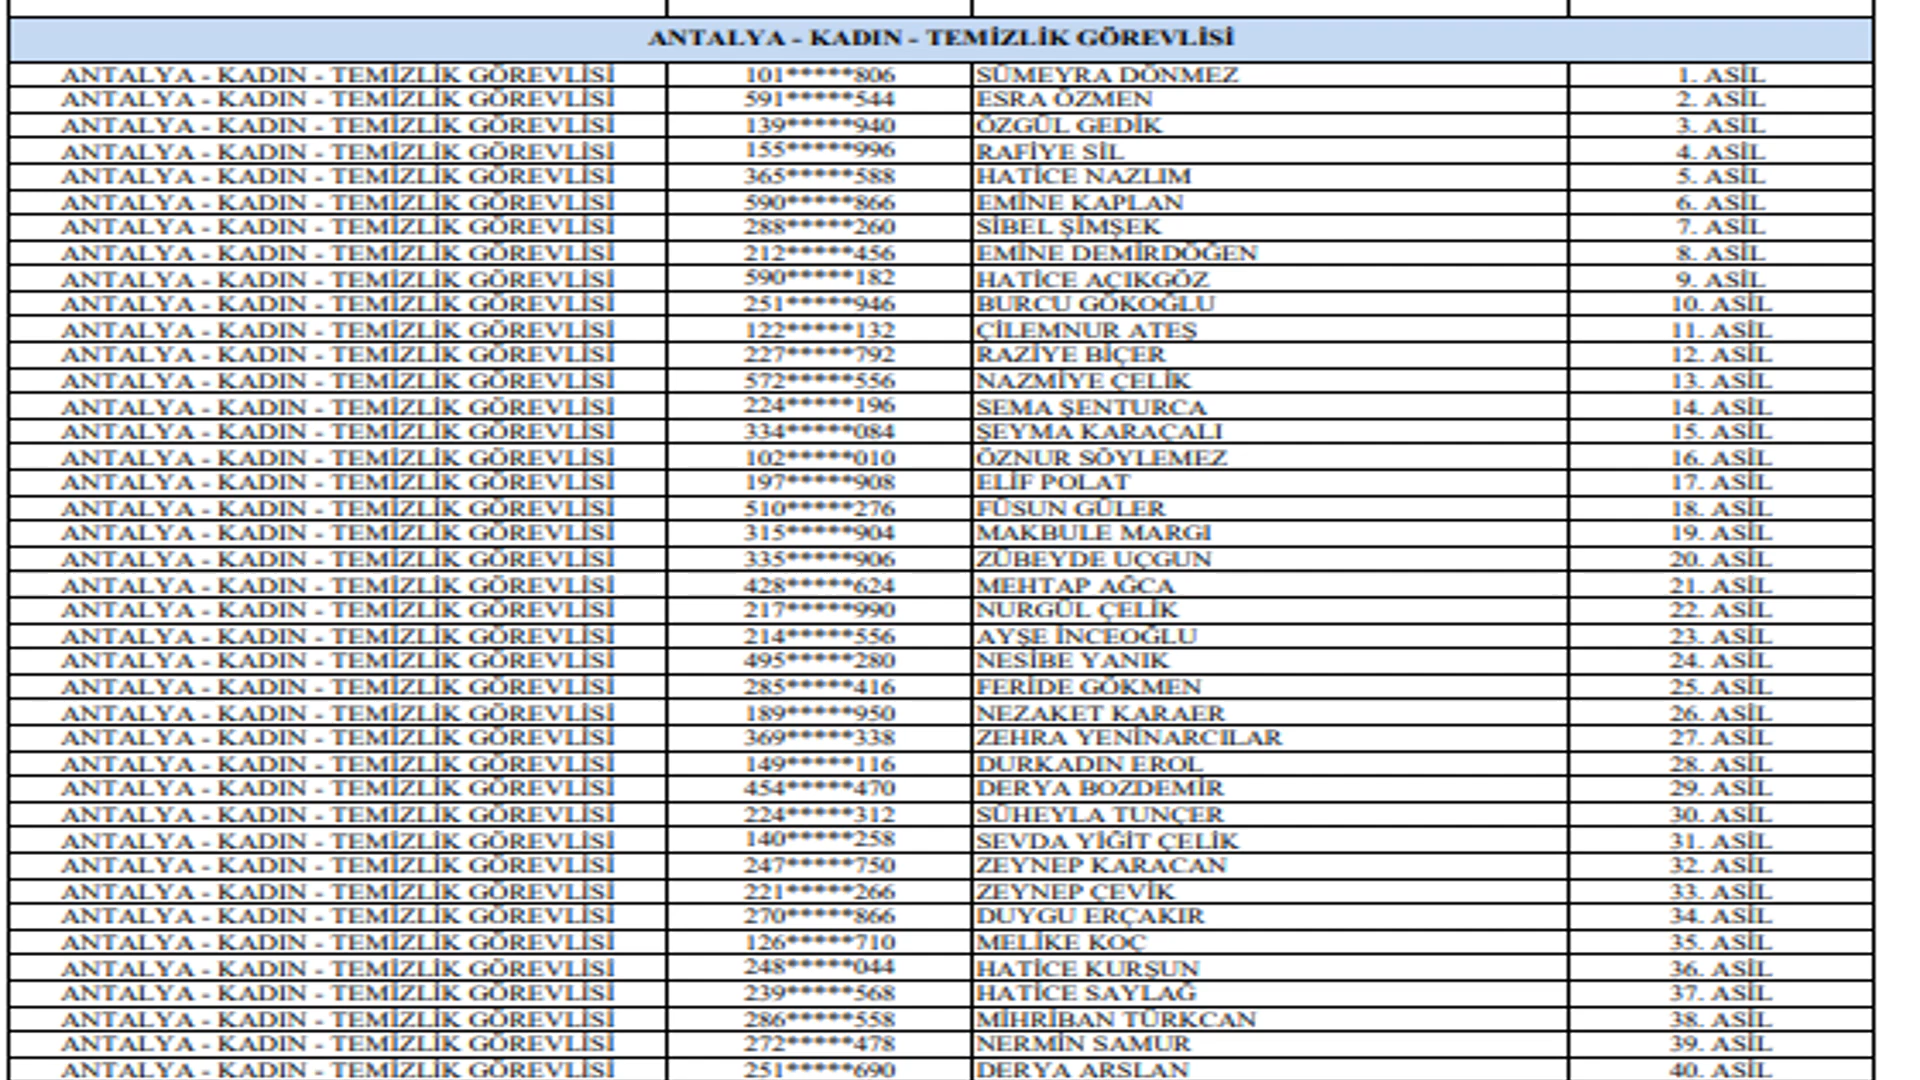 ANTALYA - KADIN - TEMİZLİK GÖREVLİSİ
ANTALYA - KADIN - TEMİZLİK GÖREVLİSİ 101*****806 SÜMEYRA DÖNMEZ 1. ASİL
ANTALYA - KADIN - TEMİZLİK GÖREVLİSİ 591*****544 ESRA ÖZMEN 2. ASİL
ANTALYA - KADIN - TEMİZLİK GÖREVLİSİ 139*****940 ÖZGÜL GEDİK 3. ASİL
ANTALYA - KADIN - TEMİZLİK GÖREVLİSİ 155*****996 RAFİYE SİL 4. ASİL
ANTALYA - KADIN - TEMİZLİK GÖREVLİSİ 365*****588 HATİCE NAZLIM 5. ASİL
ANTALYA - KADIN - TEMİZLİK GÖREVLİSİ 590*****866 EMİNE KAPLAN 6. ASİL
ANTALYA - KADIN - TEMİZLİK GÖREVLİSİ 288*****260 SİBEL ŞİMŞEK 7. ASİL
ANTALYA - KADIN - TEMİZLİK GÖREVLİSİ 212*****456 EMİNE DEMİRDÖĞEN 8. ASİL
ANTALYA - KADIN - TEMİZLİK GÖREVLİSİ 590*****182 HATİCE AÇIKGÖZ 9. ASİL
ANTALYA - KADIN - TEMİZLİK GÖREVLİSİ 251*****946 BURCU GÖKOĞLU 10. ASİL
ANTALYA - KADIN - TEMİZLİK GÖREVLİSİ 122*****132 ÇİLEMNUR ATEŞ 11. ASİL
ANTALYA - KADIN - TEMİZLİK GÖREVLİSİ 227*****792 RAZİYE BİÇER 12. ASİL
ANTALYA - KADIN - TEMİZLİK GÖREVLİSİ 572*****556 NAZMİYE ÇELİK 13. ASİL
ANTALYA - KADIN - TEMİZLİK GÖREVLİSİ 224*****196 SEMA ŞENTURCA 14. ASİL
ANTALYA - KADIN - TEMİZLİK GÖREVLİSİ 334*****084 ŞEYMA KARAÇALI 15. ASİL
ANTALYA - KADIN - TEMİZLİK GÖREVLİSİ 102*****010 ÖZNUR SÖYLEMEZ 16. ASİL
ANTALYA - KADIN - TEMİZLİK GÖREVLİSİ 197*****908 ELİF POLAT 17. ASİL
ANTALYA - KADIN - TEMİZLİK GÖREVLİSİ 510*****276 FÜSUN GÜLER 18. ASİL
ANTALYA - KADIN - TEMİZLİK GÖREVLİSİ 315*****904 MAKBULE MARGI 19. ASİL
ANTALYA - KADIN - TEMİZLİK GÖREVLİSİ 335*****906 ZÜBEYDE UÇGUN 20. ASİL
ANTALYA - KADIN - TEMİZLİK GÖREVLİSİ 428*****624 MEHTAP AĞCA 21. ASİL
ANTALYA - KADIN - TEMİZLİK GÖREVLİSİ 217*****990 NURGÜL ÇELİK 22. ASİL
ANTALYA - KADIN - TEMİZLİK GÖREVLİSİ 214*****556 AYŞE İNCEOĞLU 23. ASİL
ANTALYA - KADIN - TEMİZLİK GÖREVLİSİ 495*****280 NESİBE YANIK 24. ASİL
ANTALYA - KADIN - TEMİZLİK GÖREVLİSİ 285*****416 FERİDE GÖKMEN 25. ASİL
ANTALYA - KADIN - TEMİZLİK GÖREVLİSİ 189*****950 NEZAKET KARAER 26. ASİL
ANTALYA - KADIN - TEMİZLİK GÖREVLİSİ 369*****338 ZEHRA YENİNARCILAR 27. ASİL
ANTALYA - KADIN - TEMİZLİK GÖREVLİSİ 149*****116 DURKADIN EROL 28. ASİL
ANTALYA - KADIN - TEMİZLİK GÖREVLİSİ 454*****470 DERYA BOZDEMİR 29. ASİL
ANTALYA - KADIN - TEMİZLİK GÖREVLİSİ 224*****312 SÜHEYLA TUNÇER 30. ASİL
ANTALYA - KADIN - TEMİZLİK GÖREVLİSİ 140*****258 SEVDA YİĞİT ÇELİK 31. ASİL
ANTALYA - KADIN - TEMİZLİK GÖREVLİSİ 247*****750 ZEYNEP KARACAN 32. ASİL
ANTALYA - KADIN - TEMİZLİK GÖREVLİSİ 221*****266 ZEYNEP ÇEVİK 33. ASİL
ANTALYA - KADIN - TEMİZLİK GÖREVLİSİ 270*****866 DUYGU ERÇAKIR 34. ASİL
ANTALYA - KADIN - TEMİZLİK GÖREVLİSİ 126*****710 MELİKE KOÇ 35. ASİL
ANTALYA - KADIN - TEMİZLİK GÖREVLİSİ 248*****044 HATİCE KURŞUN 36. ASİL
ANTALYA - KADIN - TEMİZLİK GÖREVLİSİ 239*****568 HATİCE SAYLAĞ 37. ASİL
ANTALYA - KADIN - TEMİZLİK GÖREVLİSİ 286*****558 MİHRİBAN TÜRKCAN 38. ASİL
ANTALYA - KADIN - TEMİZLİK GÖREVLİSİ 272*****478 NERMİN SAMUR 39. ASİL
ANTALYA - KADIN - TEMİZLİK GÖREVLİSİ 251*****690 DERYA ARSLAN 40. ASİL